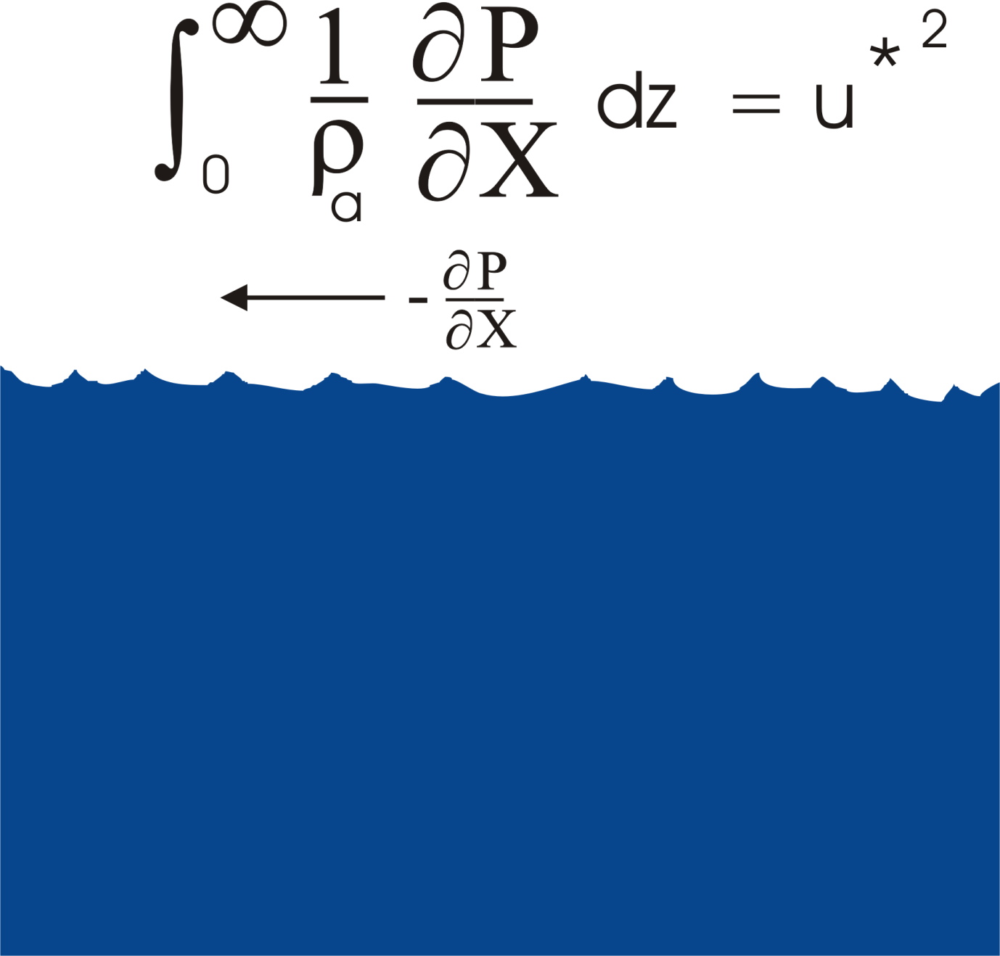 ∫₀^∞ 1/ρₐ ∂P/∂X dz = u*²
- ∂P/∂X